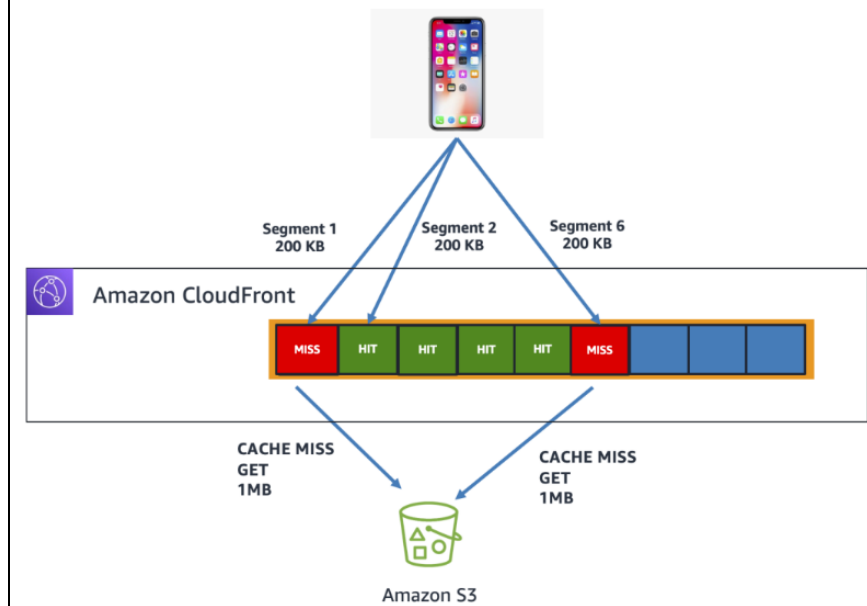 Segment 1
200 KB
Segment 2
200 KB
Segment 6
200 KB
Amazon CloudFront
MISS
HIT
HIT
HIT
HIT
MISS
CACHE MISS
GET
1MB
CACHE MISS
GET
1MB
Amazon S3